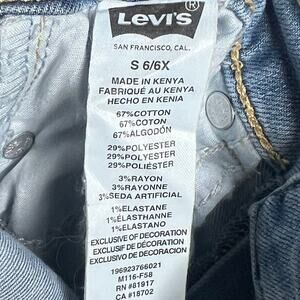 LEVI'S ®
SAN FRANCISCO, CAL.
S 6/6X
MADE IN KENYA
FABRIQUÉ AU KENYA
HECHO EN KENIA
67%COTTON
67%COTON
67%ALGODÓN
29%POLYESTER
29%POLYESTER
29%POLIÉSTER
3%RAYON
3%RAYONNE
3%SEDA ARTIFICIAL
1%ELASTANE
1%ÉLASTHANNE
1%ELASTANO
EXCLUSIVE OF DECORATION
EXCLUSIF DE DÉCORATION
EXCLUSIVO DE DECORACION
196923766021
M116-F58
RN #81917
CA #18702